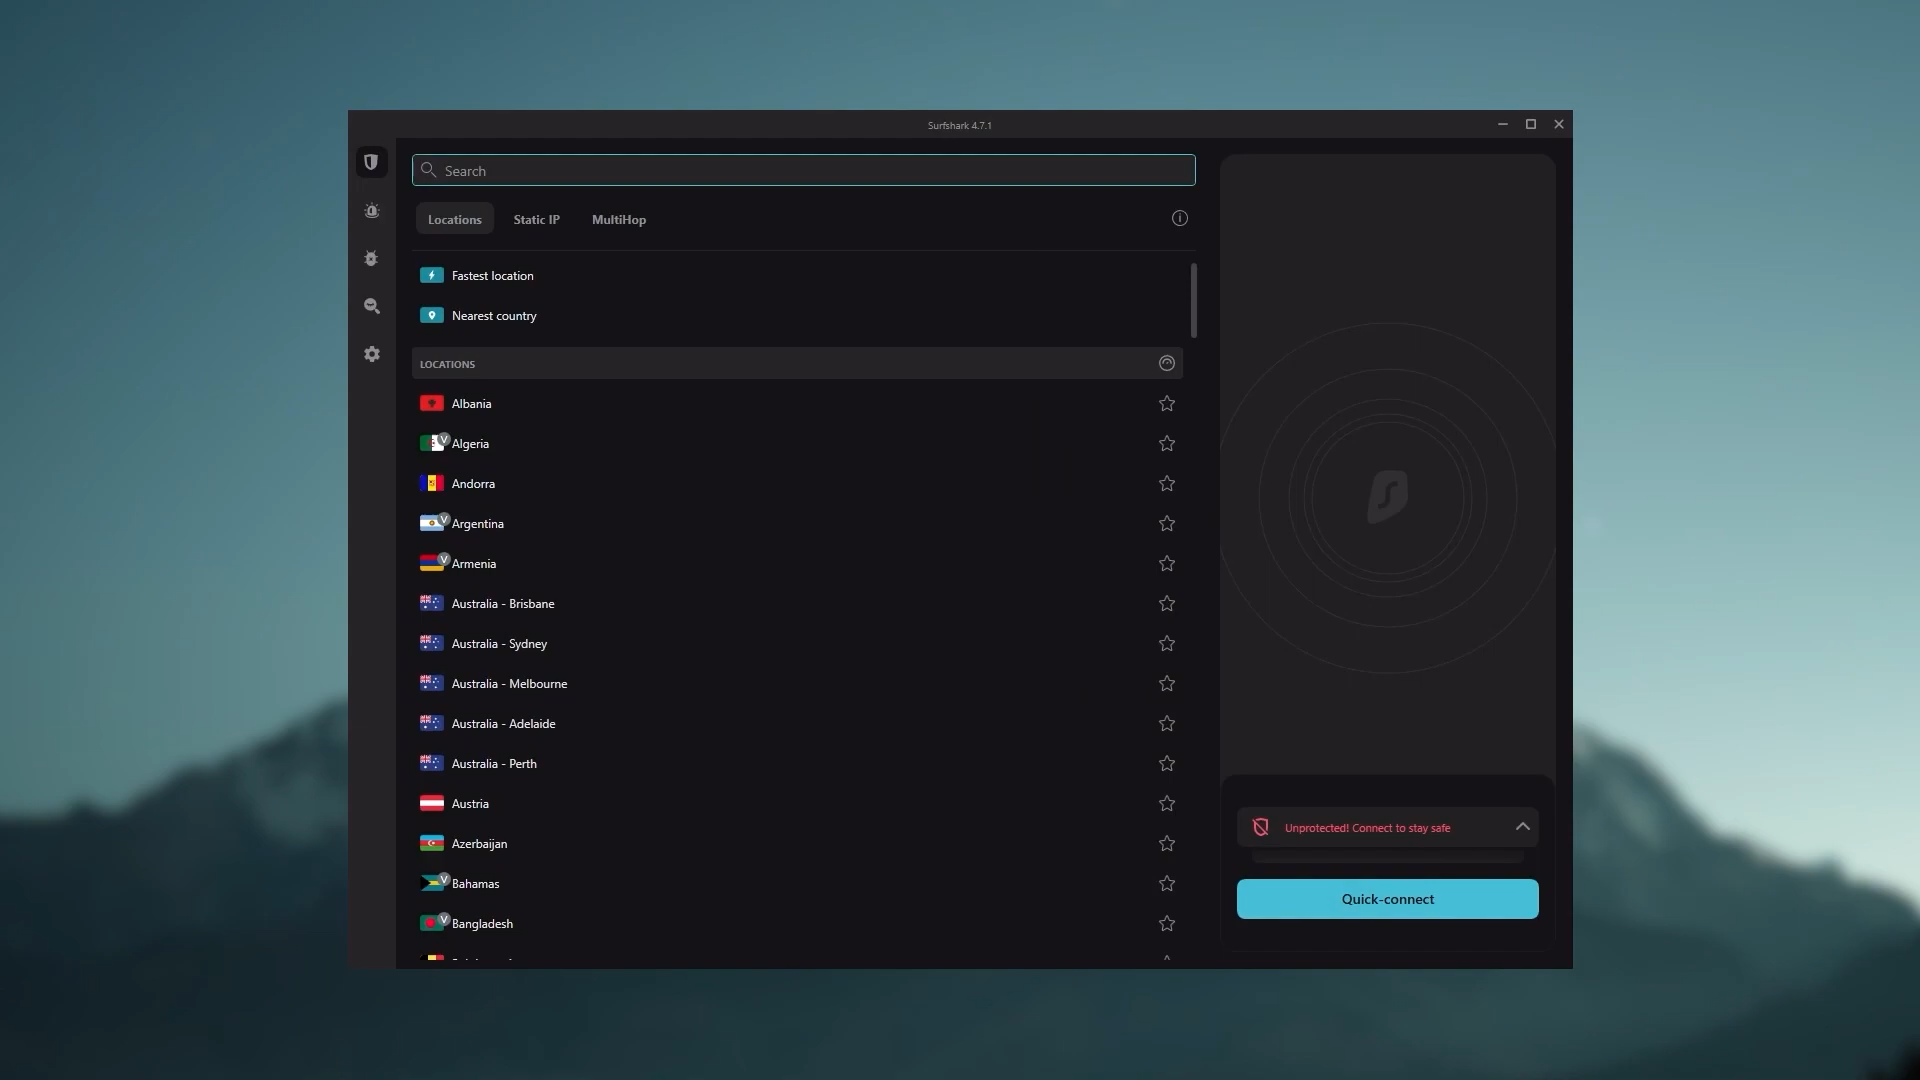 Surfshark 4.7.1
Search
Locations
Static IP
MultiHop
Fastest location
Nearest country
LOCATIONS
Albania
V
Algeria
Andorra
V
Argentina
V
Armenia
Australia - Brisbane
Australia - Sydney
Australia - Melbourne
Australia - Adelaide
Australia - Perth
Austria
Azerbaijan
V
Bahamas
V
Bangladesh
Unprotected! Connect to stay safe
Quick-connect